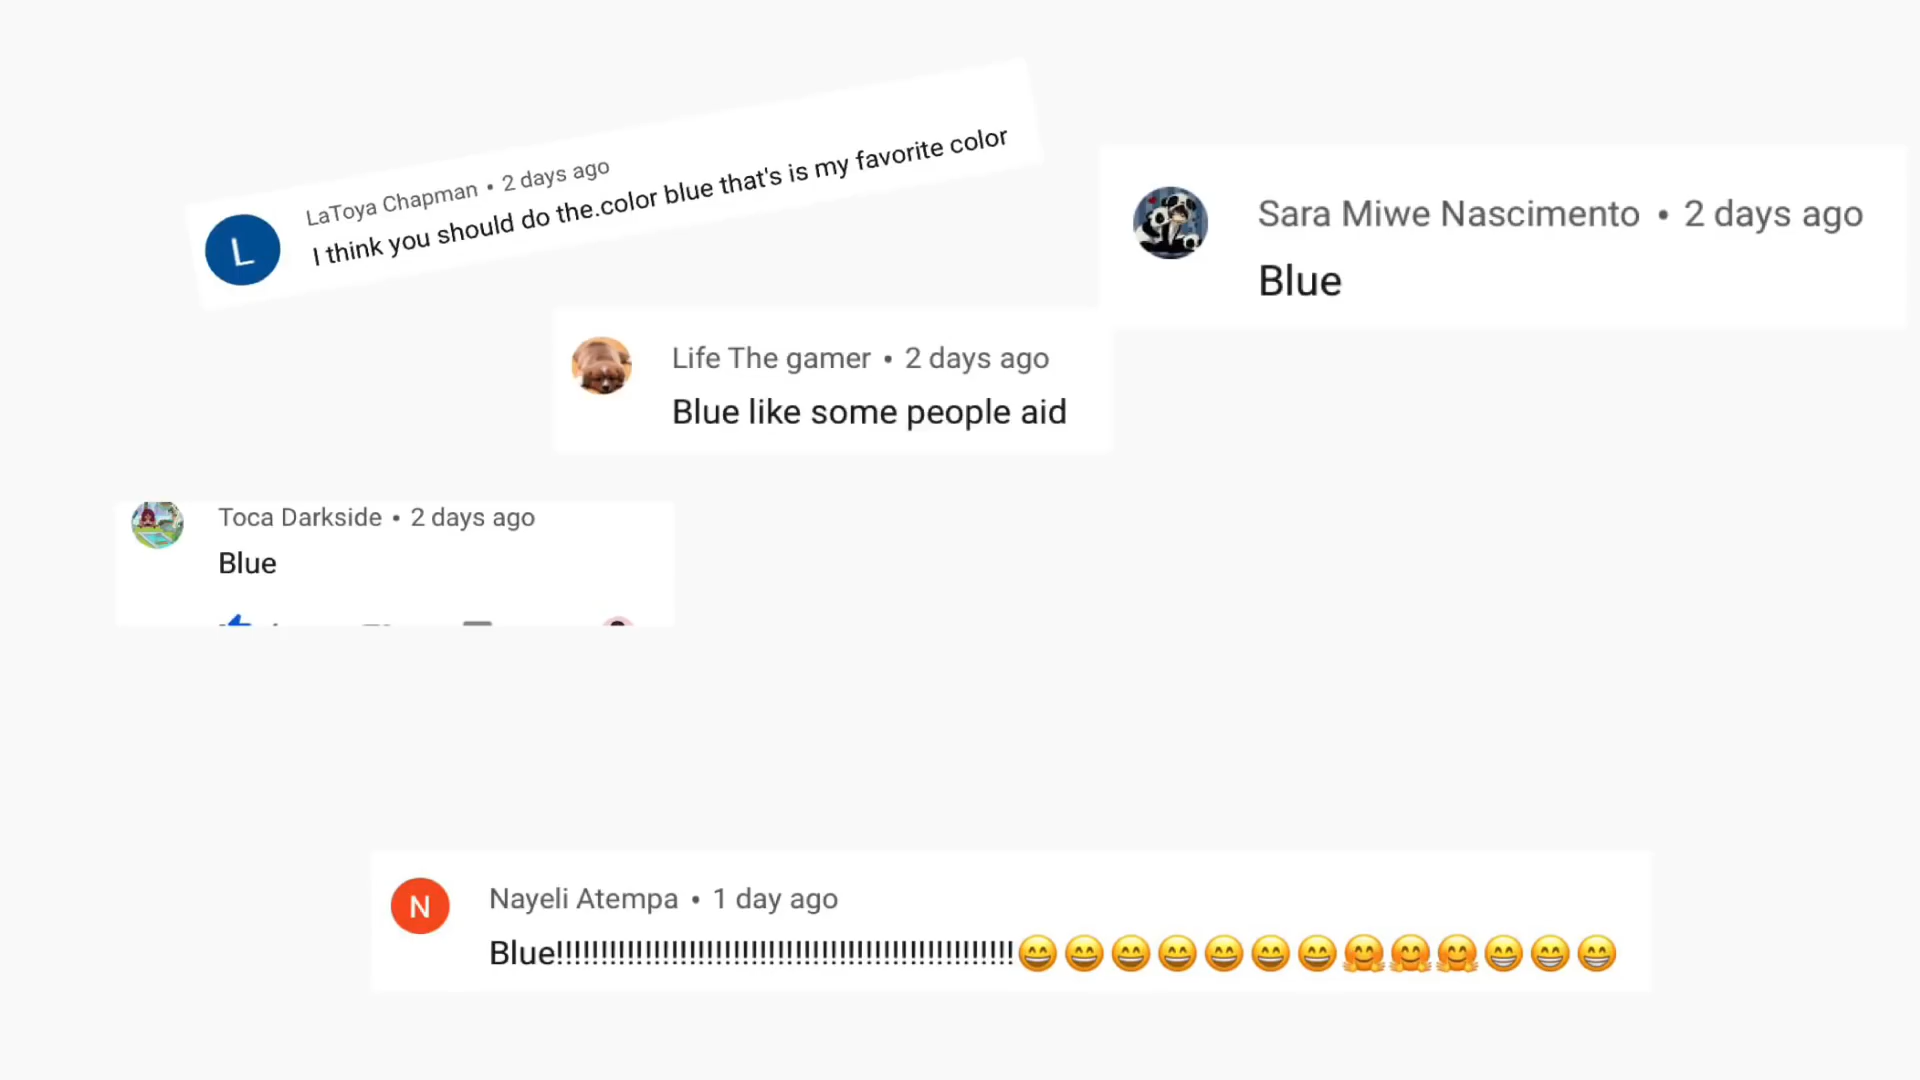 LaToya Chapman • 2 days ago
I think you should do the.color blue that's is my favorite color
L
Sara Miwe Nascimento • 2 days ago
Blue
Life The gamer • 2 days ago
Blue like some people aid
Toca Darkside • 2 days ago
Blue
N
Nayeli Atempa • 1 day ago
Blue!!!!!!!!!!!!!!!!!!!!!!!!!!!!!!!!!!!!!!!!!!!!!!!!!!!!😄😄😄😄😄😄😄🤗🤗🤗😁😁😁